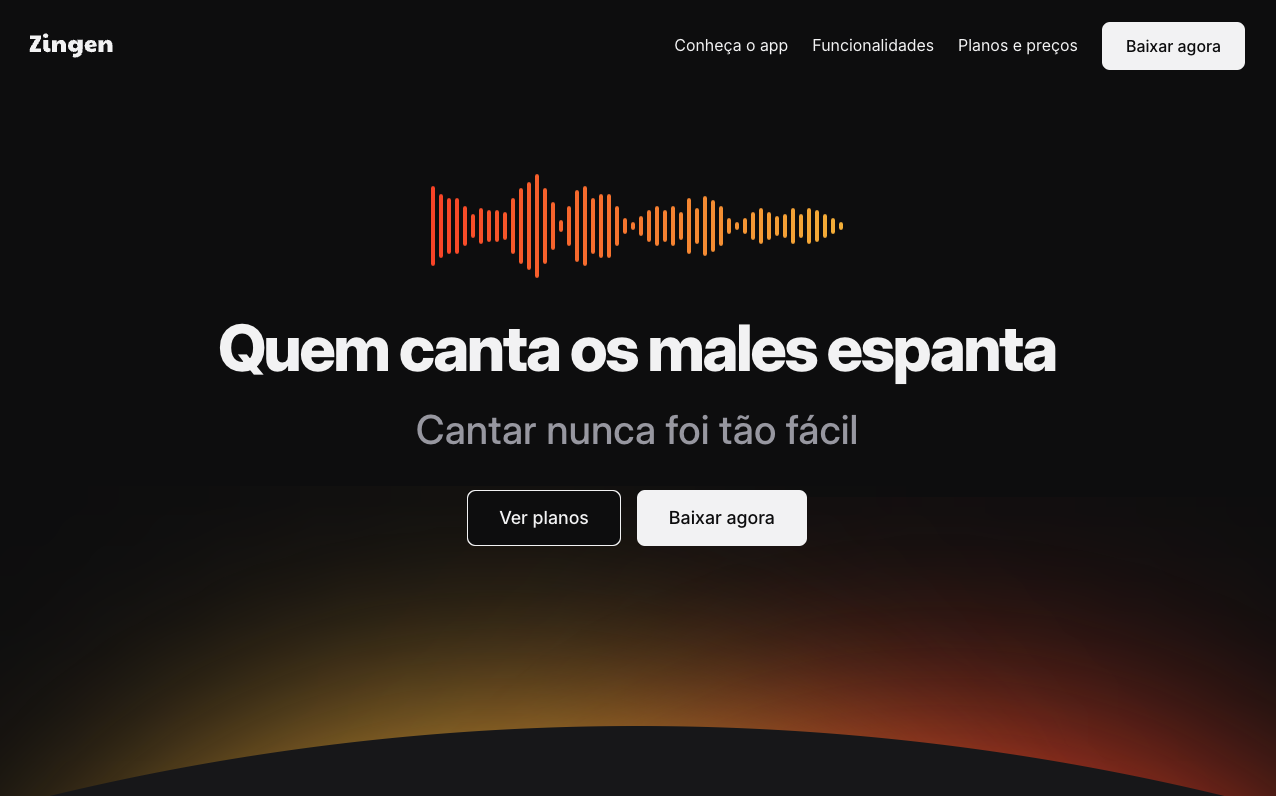 Zingen
Conheça o app
Funcionalidades
Planos e preços
Baixar agora
Quem canta os males espanta
Cantar nunca foi tão fácil
Ver planos
Baixar agora